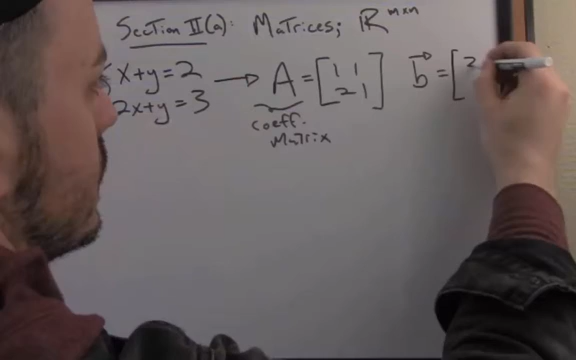 Section II(a): Matrices; ℝ^{m×n}
x+y=2 → A = [1 1; 2 1] b⃗ = [2
2x+y=3
coeff.
Matrix